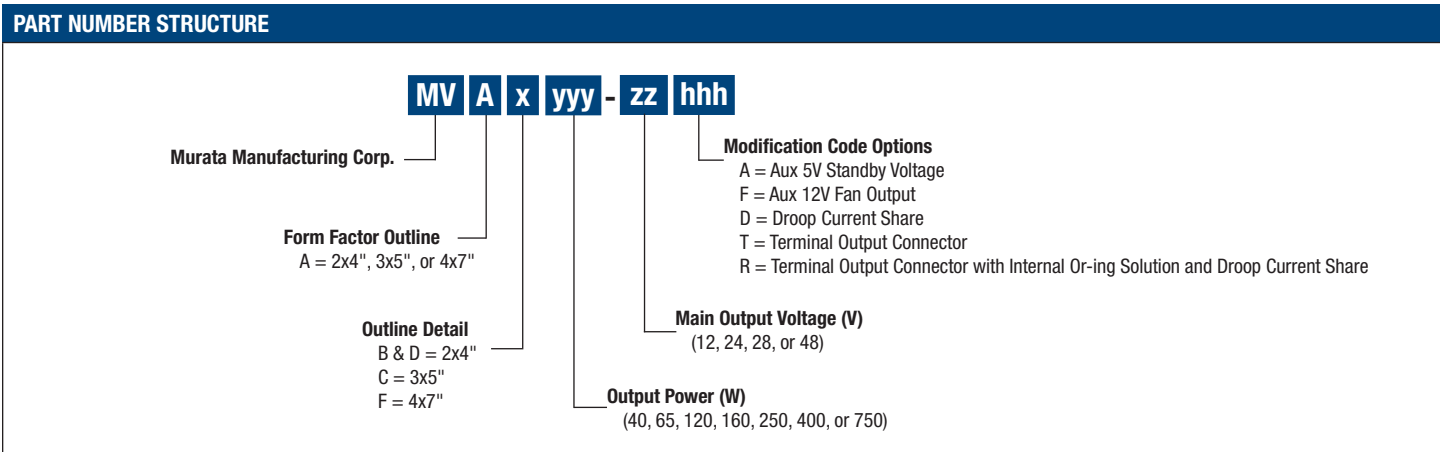 PART NUMBER STRUCTURE
MV A x yyy - zz hhh
Murata Manufacturing Corp.
Form Factor Outline
A = 2x4", 3x5", or 4x7"
Outline Detail
B & D = 2x4"
C = 3x5"
F = 4x7"
Output Power (W)
(40, 65, 120, 160, 250, 400, or 750)
Main Output Voltage (V)
(12, 24, 28, or 48)
Modification Code Options
A = Aux 5V Standby Voltage
F = Aux 12V Fan Output
D = Droop Current Share
T = Terminal Output Connector
R = Terminal Output Connector with Internal Or-ing Solution and Droop Current Share